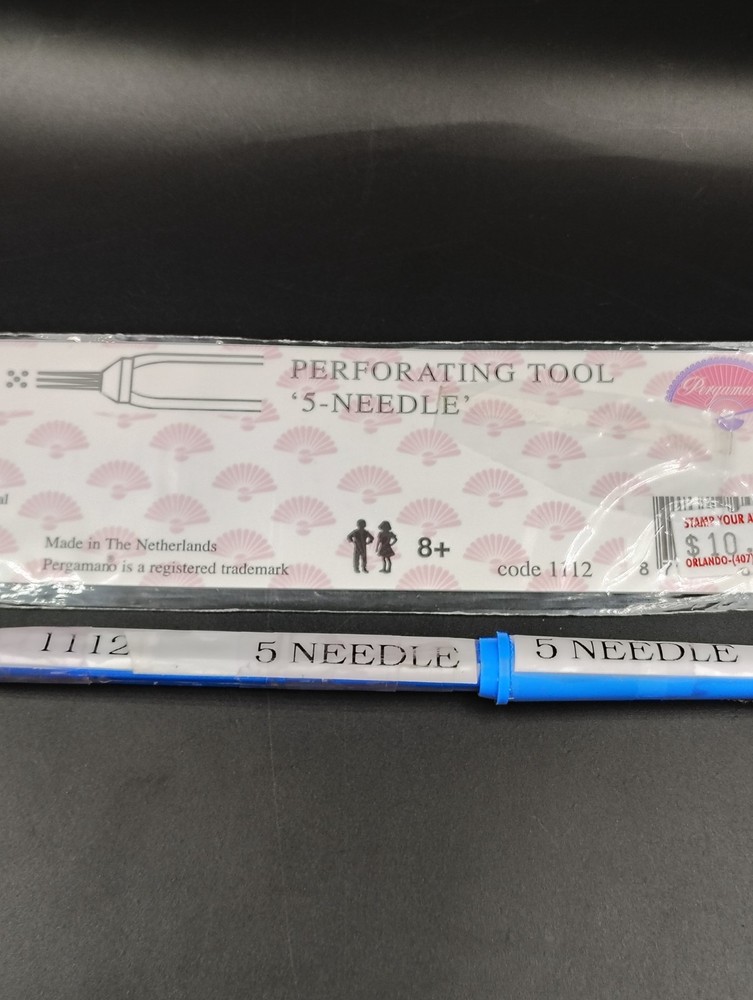 PERFORATING TOOL
'5-NEEDLE'
Made in The Netherlands
Pergamano is a registered trademark
8+
code 1112
8
STAMP YOUR A
$ 10
ORLANDO-(407)
1112
5 NEEDLE
5 NEEDLE